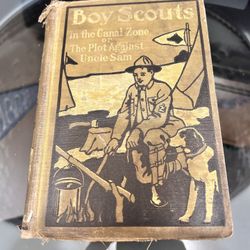 Boy Scouts
in the Canal Zone
or
The Plot Against
Uncle Sam